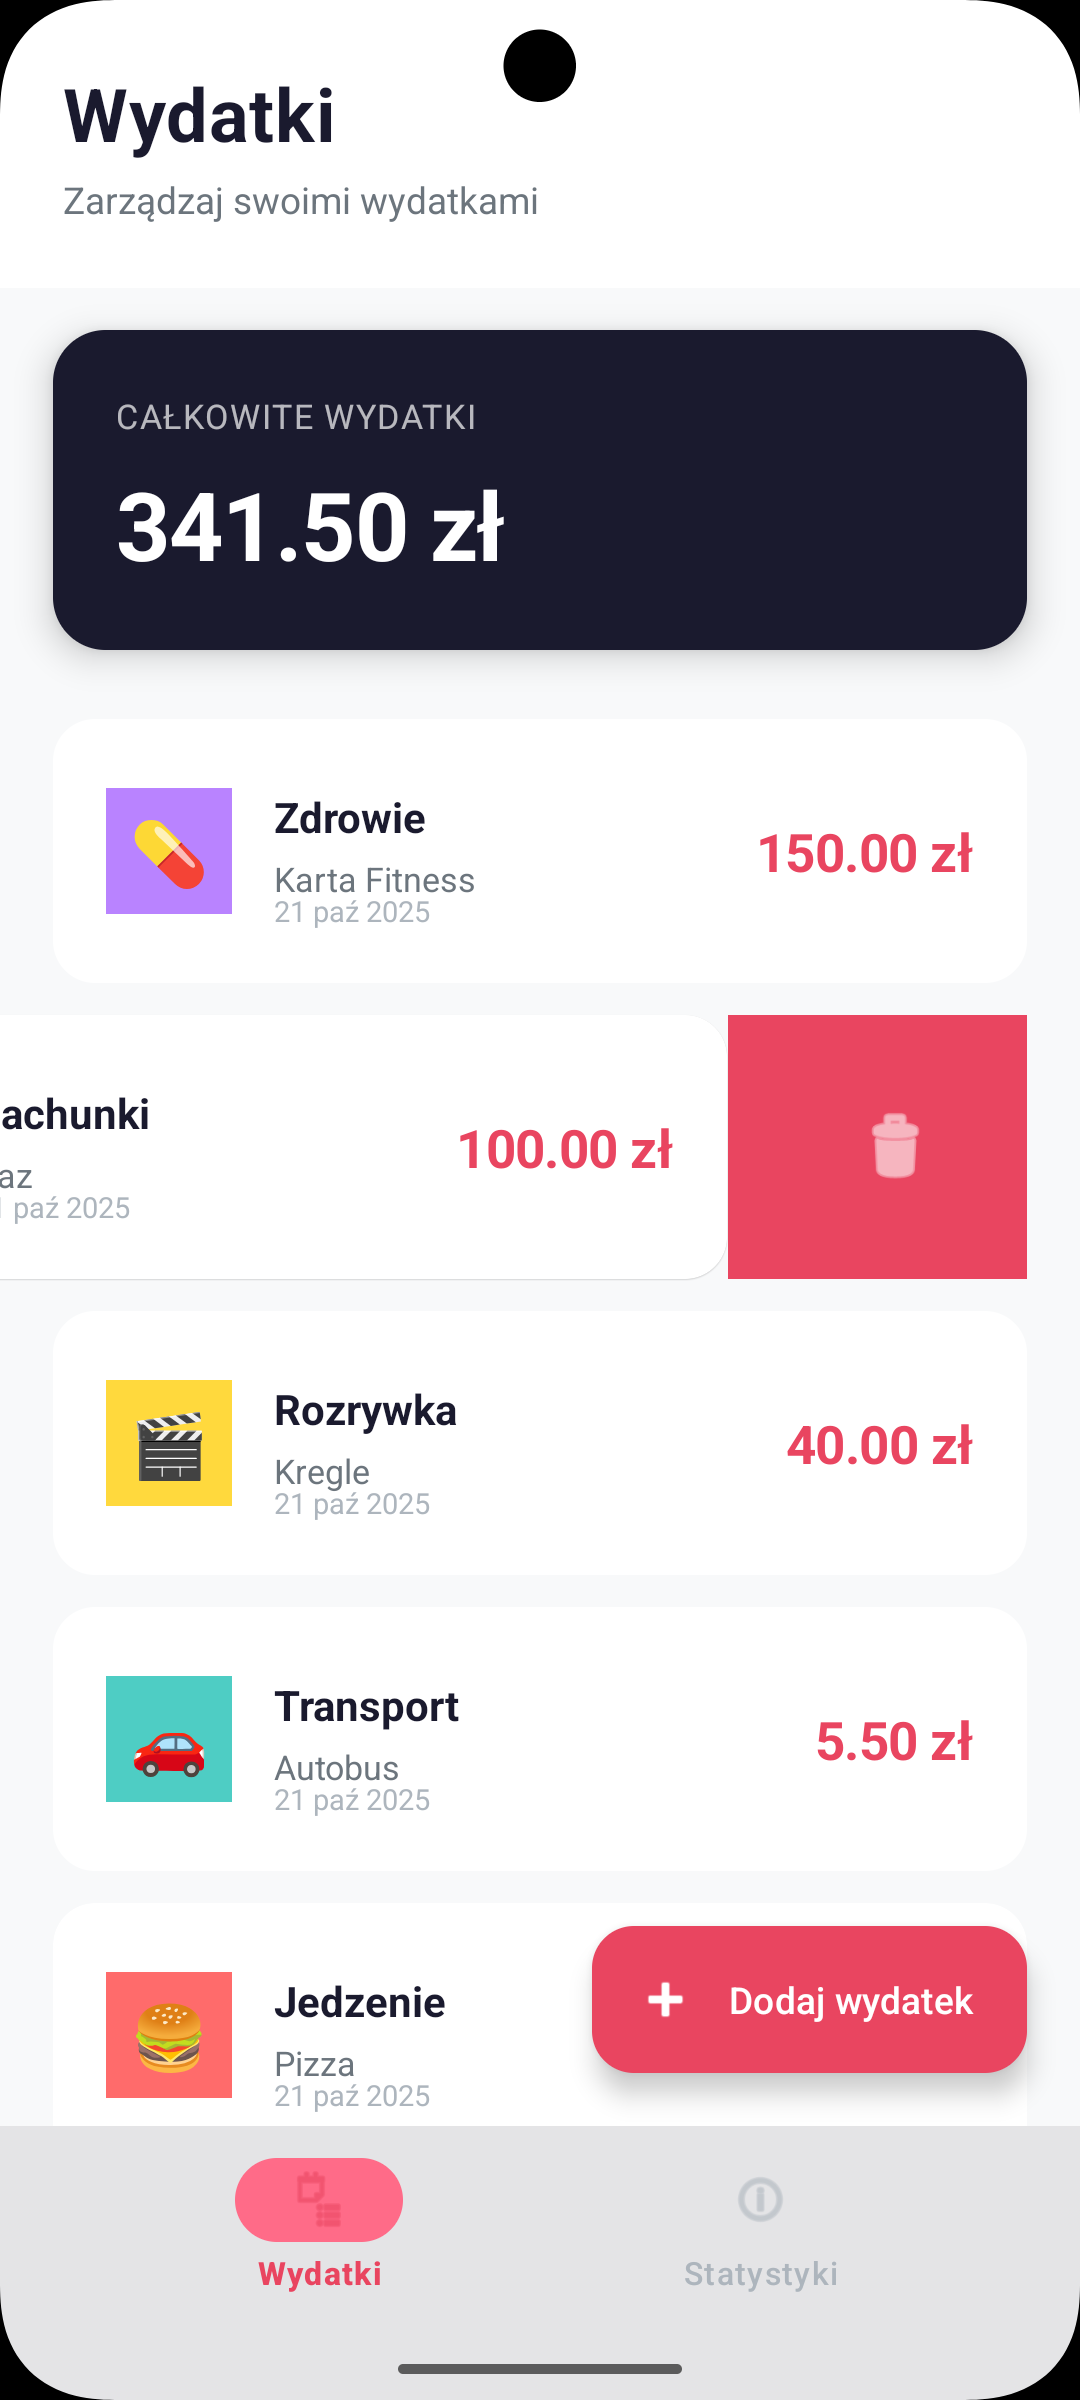 Wydatki
Zarządzaj swoimi wydatkami
CAŁKOWITE WYDATKI
341.50 zł
Zdrowie
150.00 zł
Karta Fitness
21 paź 2025
achunki
100.00 zł
az
paź 2025
Rozrywka
40.00 zł
Kregle
21 paź 2025
Transport
5.50 zł
Autobus
21 paź 2025
Jedzenie
Dodaj wydatek
Pizza
21 paź 2025
Wydatki
Statystyki